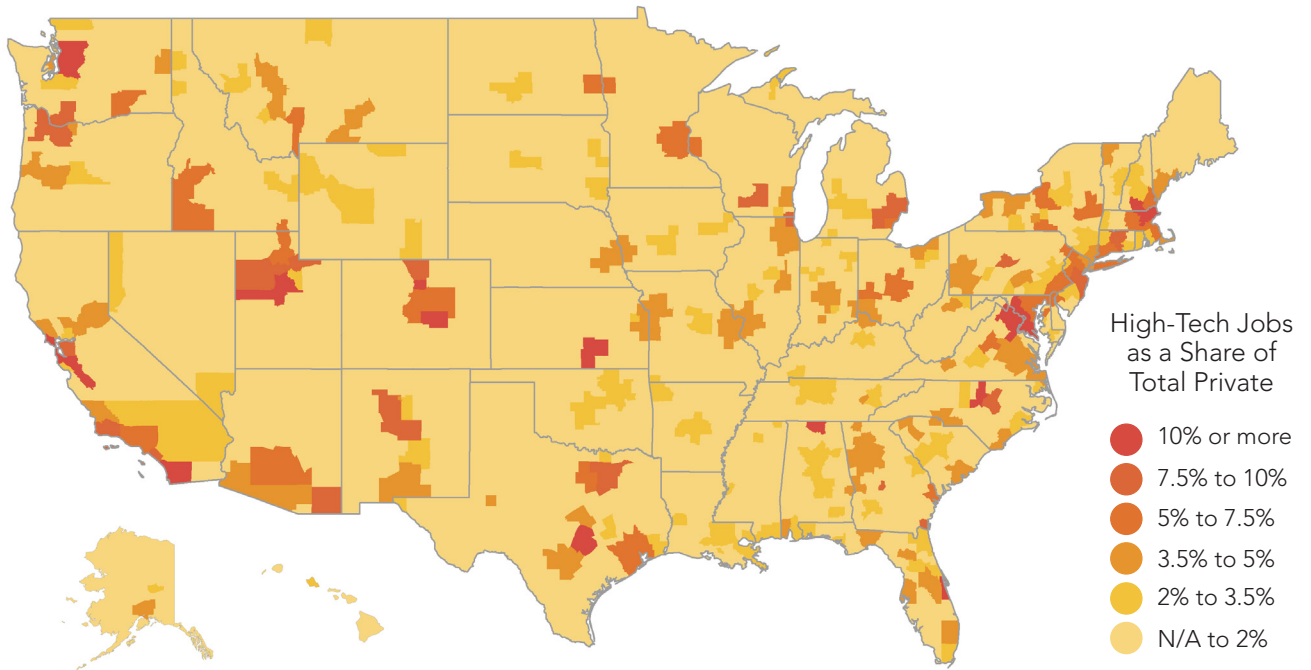 High-Tech Jobs
as a Share of
Total Private
10% or more
7.5% to 10%
5% to 7.5%
3.5% to 5%
2% to 3.5%
N/A to 2%